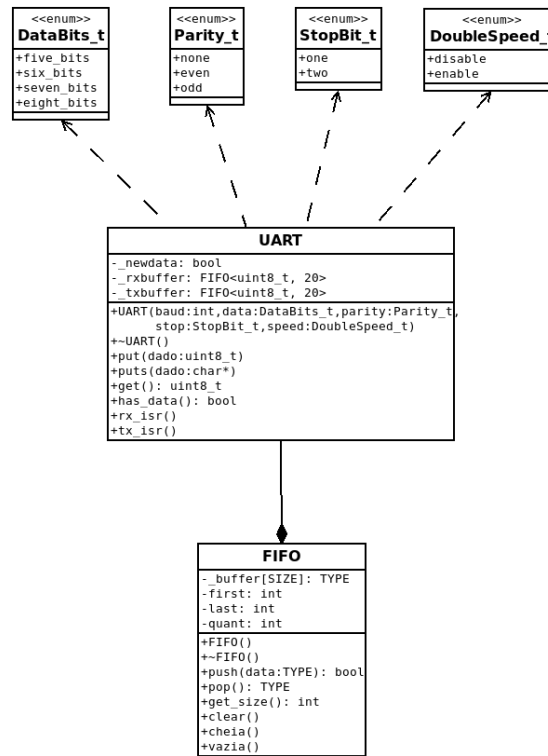 <<enum>>
DataBits_t
+five_bits
+six_bits
+seven_bits
+eight_bits
<<enum>>
Parity_t
+none
+even
+odd
<<enum>>
StopBit_t
+one
+two
<<enum>>
DoubleSpeed_t
+disable
+enable
UART
-_newdata: bool
-_rxbuffer: FIFO<uint8_t, 20>
-_txbuffer: FIFO<uint8_t, 20>
+UART(baud:int,data:DataBits_t,parity:Parity_t,
stop:StopBit_t,speed:DoubleSpeed_t)
+~UART()
+put(dado:uint8_t)
+puts(dado:char*)
+get(): uint8_t
+has_data(): bool
+rx_isr()
+tx_isr()
FIFO
-_buffer[SIZE]: TYPE
-first: int
-last: int
-quant: int
+FIFO()
+~FIFO()
+push(data:TYPE): bool
+pop(): TYPE
+get_size(): int
+clear()
+cheia()
+vazia()